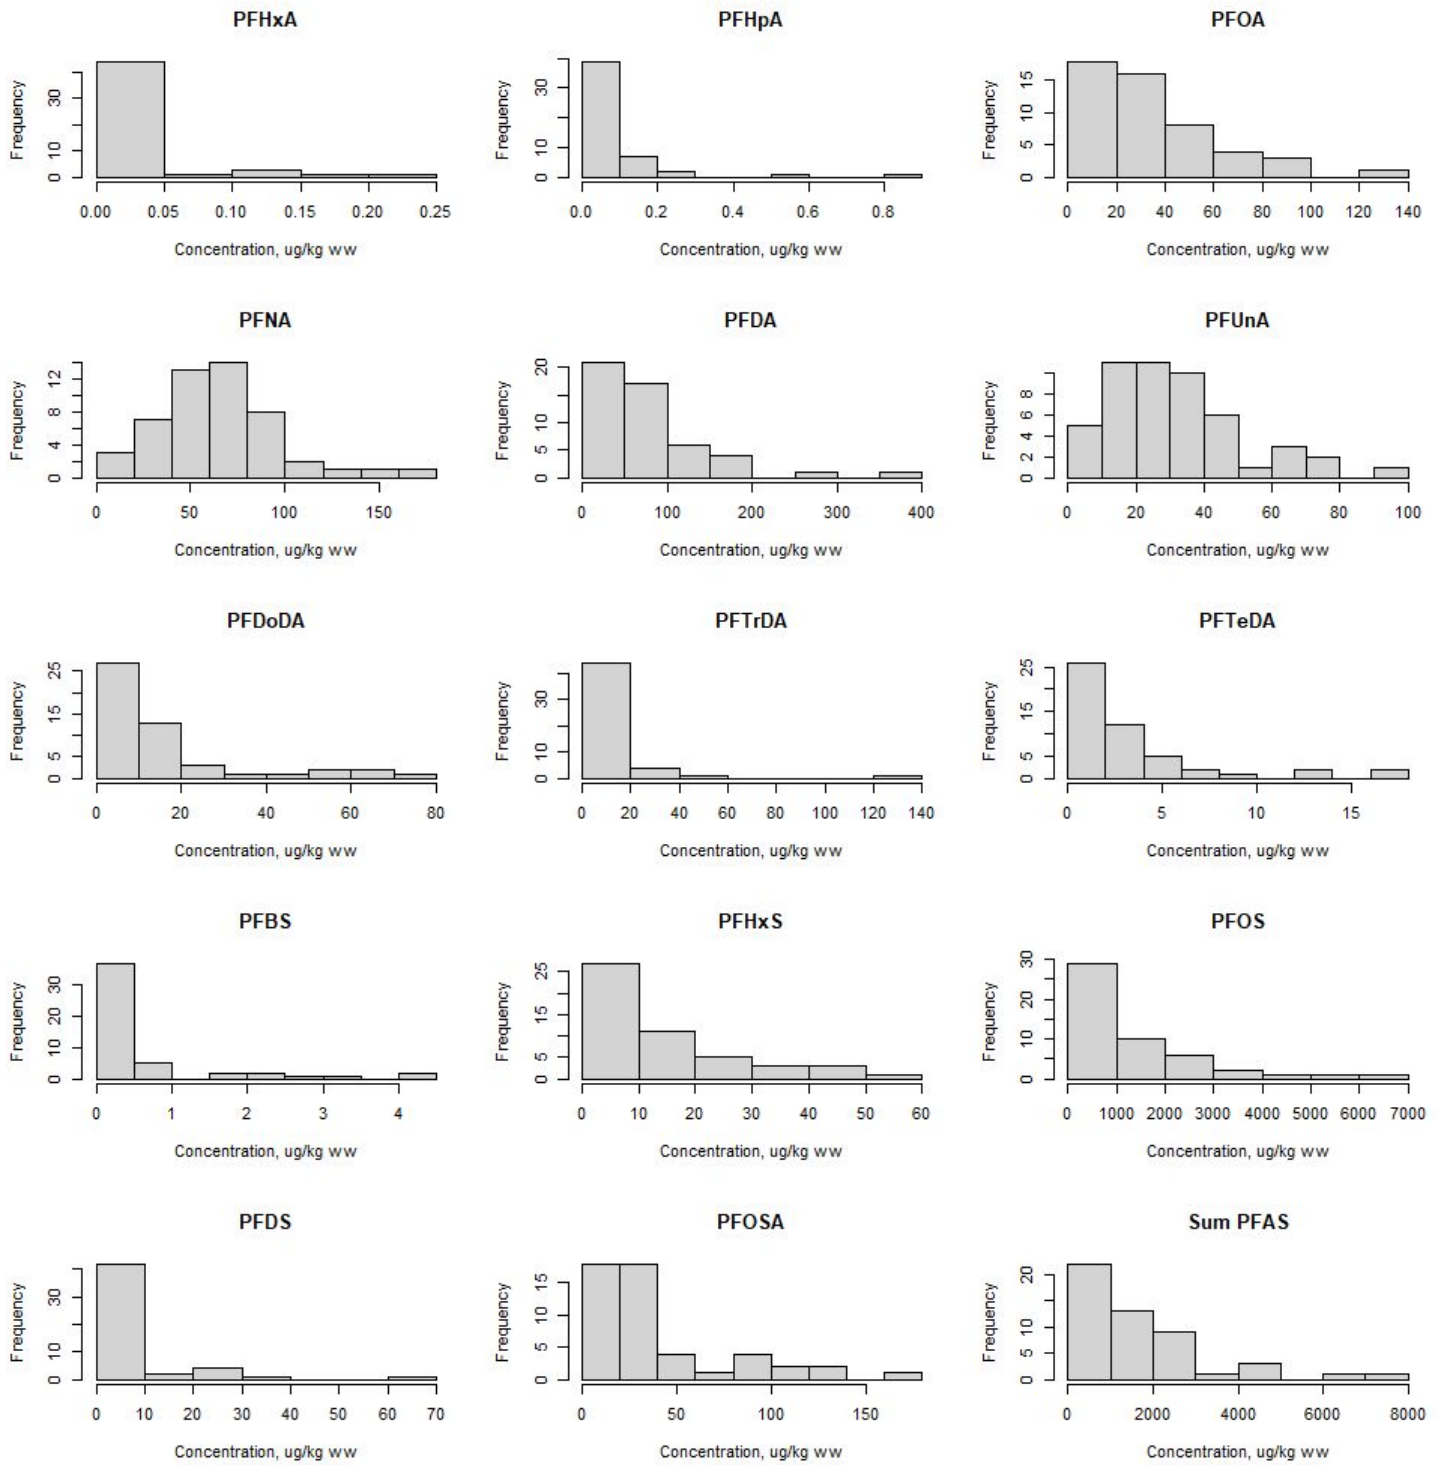 PFHxA PFHpA PFOA
Frequency 0 10 30 Frequency 0 10 30 Frequency 0 5 10 15
0.00 0.05 0.10 0.15 0.20 0.25 0.0 0.2 0.4 0.6 0.8 0 20 40 60 80 100 120 140
Concentration, ug/kg ww Concentration, ug/kg ww Concentration, ug/kg ww
PFNA PFDA PFUnA
Frequency 0 4 8 12 Frequency 0 5 10 20 Frequency 0 2 4 6 8
0 50 100 150 0 100 200 300 400 0 20 40 60 80 100
Concentration, ug/kg ww Concentration, ug/kg ww Concentration, ug/kg ww
PFDoDA PFTrDA PFTeDA
Frequency 0 5 15 25 Frequency 0 10 30 Frequency 0 5 15 25
0 20 40 60 80 0 20 40 60 80 100 120 140 0 5 10 15
Concentration, ug/kg ww Concentration, ug/kg ww Concentration, ug/kg ww
PFBS PFHxS PFOS
Frequency 0 10 20 30 Frequency 0 5 15 25 Frequency 0 10 20 30
0 1 2 3 4 0 10 20 30 40 50 60 0 1000 2000 3000 4000 5000 6000 7000
Concentration, ug/kg ww Concentration, ug/kg ww Concentration, ug/kg ww
PFDS PFOSA Sum PFAS
Frequency 0 10 30 Frequency 0 5 10 15 Frequency 0 5 10 20
0 10 20 30 40 50 60 70 0 50 100 150 0 2000 4000 6000 8000
Concentration, ug/kg ww Concentration, ug/kg ww Concentration, ug/kg ww